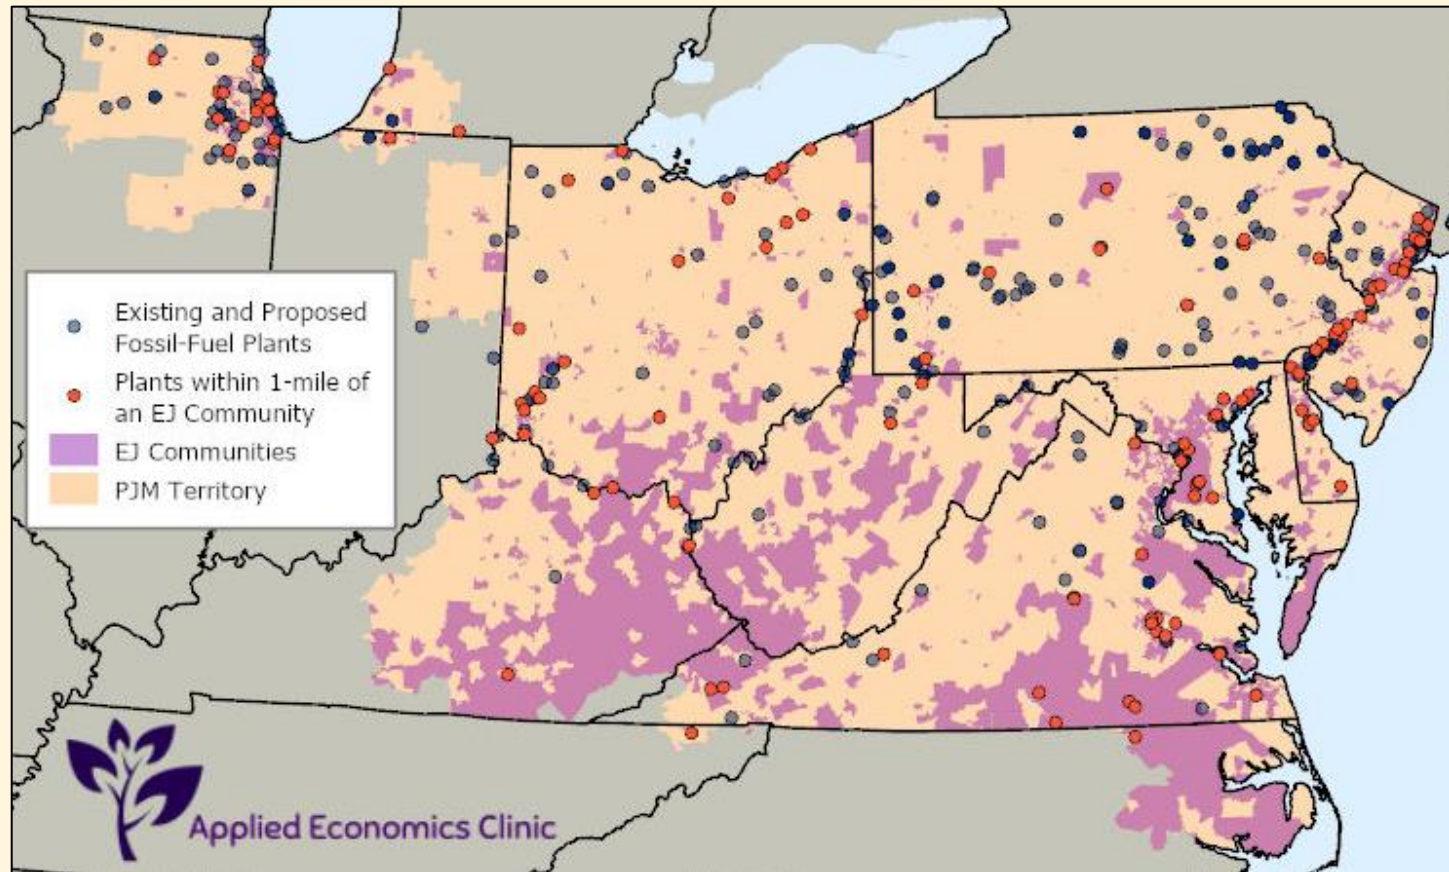 Existing and Proposed
Fossil-Fuel Plants
Plants within 1-mile of
an EJ Community
EJ Communities
PJM Territory
Applied Economics Clinic